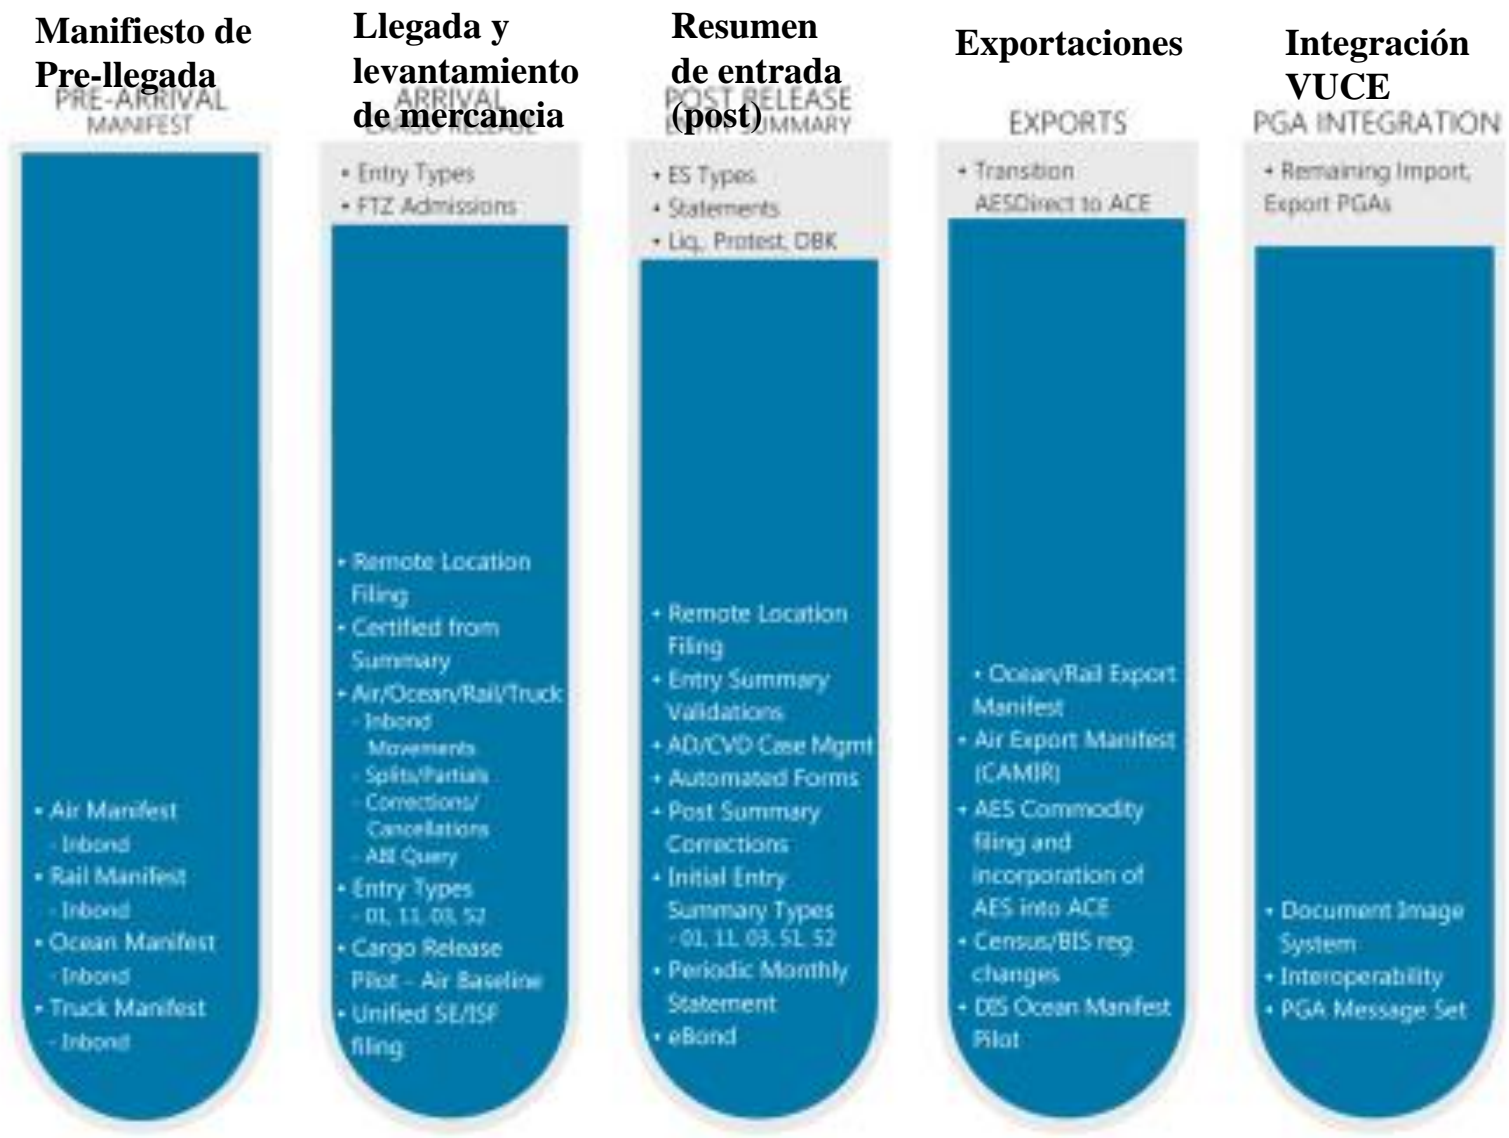 Manifiesto de
Pre-llegada
PRE-ARRIVAL
MANIFEST
• Air Manifest
- Inbond
• Rail Manifest
- Inbond
• Ocean Manifest
- Inbond
• Truck Manifest
- Inbond
Llegada y
levantamiento
de mercancia
ARRIVAL
CARGO RELEASE
• Entry Types
• FTZ Admissions
• Remote Location
Filing
• Certified from
Summary
• Air/Ocean/Rail/Truck
- Inbond
Movements
- Splits/Partials
- Corrections/
Cancellations
- ABI Query
• Entry Types
- 01, 11, 03, 52
• Cargo Release
Pilot – Air Baseline
• Unified SE/ISF
filing
Resumen
de entrada
(post)
POST RELEASE
ENTRY SUMMARY
• ES Types
• Statements
• Liq., Protest, DBK
• Remote Location
Filing
• Entry Summary
Validations
• AD/CVD Case Mgmt
• Automated Forms
• Post Summary
Corrections
• Initial Entry
Summary Types
- 01, 11, 03, 51, 52
• Periodic Monthly
Statement
• eBond
Exportaciones
EXPORTS
• Transition
AESDirect to ACE
• Ocean/Rail Export
Manifest
• Air Export Manifest
(CAMIR)
• AES Commodity
filing and
incorporation of
AES into ACE
• Census/BIS reg
changes
• DIS Ocean Manifest
Pilot
Integración
VUCE
PGA INTEGRATION
• Remaining Import,
Export PGAs
• Document Image
System
• Interoperability
• PGA Message Set